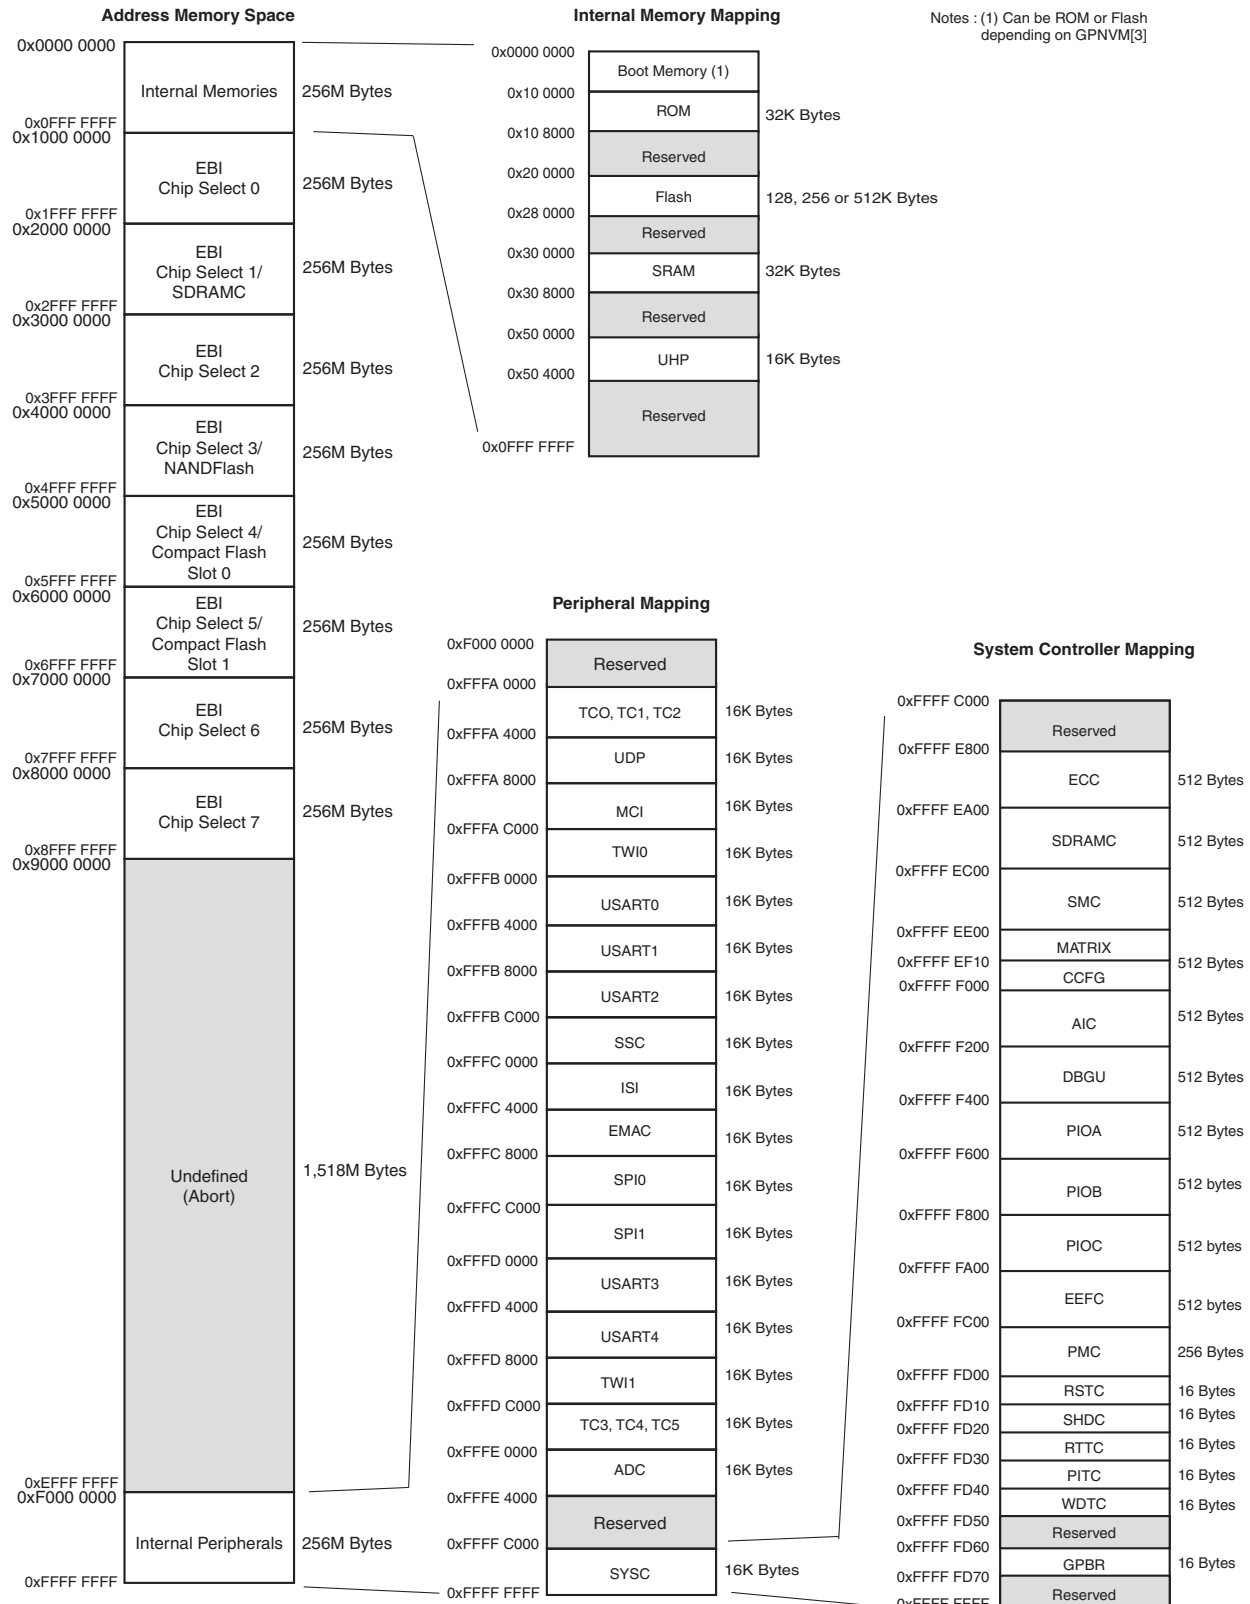 Address Memory Space
0x0000 0000
Internal Memories
256M Bytes
0x0FFF FFFF
0x1000 0000
EBI
Chip Select 0
256M Bytes
0x1FFF FFFF
0x2000 0000
EBI
Chip Select 1/
SDRAMC
256M Bytes
0x2FFF FFFF
0x3000 0000
EBI
Chip Select 2
256M Bytes
0x3FFF FFFF
0x4000 0000
EBI
Chip Select 3/
NANDFlash
256M Bytes
0x4FFF FFFF
0x5000 0000
EBI
Chip Select 4/
Compact Flash
Slot 0
256M Bytes
0x5FFF FFFF
0x6000 0000
EBI
Chip Select 5/
Compact Flash
Slot 1
256M Bytes
0x6FFF FFFF
0x7000 0000
EBI
Chip Select 6
256M Bytes
0x7FFF FFFF
0x8000 0000
EBI
Chip Select 7
256M Bytes
0x8FFF FFFF
0x9000 0000
Undefined
(Abort)
1,518M Bytes
0xEFFF FFFF
0xF000 0000
Internal Peripherals
256M Bytes
0xFFFF FFFF
Internal Memory Mapping
0x0000 0000
Boot Memory (1)
0x10 0000
ROM
32K Bytes
0x10 8000
Reserved
0x20 0000
Flash
128, 256 or 512K Bytes
0x28 0000
Reserved
0x30 0000
SRAM
32K Bytes
0x30 8000
Reserved
0x50 0000
UHP
16K Bytes
0x50 4000
Reserved
0x0FFF FFFF
Notes : (1) Can be ROM or Flash
depending on GPNVM[3]
Peripheral Mapping
0xF000 0000
Reserved
0xFFFA 0000
TCO, TC1, TC2
16K Bytes
0xFFFA 4000
UDP
16K Bytes
0xFFFA 8000
MCI
16K Bytes
0xFFFA C000
TWI0
16K Bytes
0xFFFB 0000
USART0
16K Bytes
0xFFFB 4000
USART1
16K Bytes
0xFFFB 8000
USART2
16K Bytes
0xFFFB C000
SSC
16K Bytes
0xFFFC 0000
ISI
16K Bytes
0xFFFC 4000
EMAC
16K Bytes
0xFFFC 8000
SPI0
16K Bytes
0xFFFC C000
SPI1
16K Bytes
0xFFFD 0000
USART3
16K Bytes
0xFFFD 4000
USART4
16K Bytes
0xFFFD 8000
TWI1
16K Bytes
0xFFFD C000
TC3, TC4, TC5
16K Bytes
0xFFFE 0000
ADC
16K Bytes
0xFFFE 4000
Reserved
0xFFFF C000
SYSC
16K Bytes
0xFFFF FFFF
System Controller Mapping
0xFFFF C000
Reserved
0xFFFF E800
ECC
512 Bytes
0xFFFF EA00
SDRAMC
512 Bytes
0xFFFF EC00
SMC
512 Bytes
0xFFFF EE00
MATRIX
0xFFFF EF10
512 Bytes
CCFG
0xFFFF F000
AIC
512 Bytes
0xFFFF F200
DBGU
512 Bytes
0xFFFF F400
PIOA
512 Bytes
0xFFFF F600
PIOB
512 bytes
0xFFFF F800
PIOC
512 bytes
0xFFFF FA00
EEFC
512 bytes
0xFFFF FC00
PMC
256 Bytes
0xFFFF FD00
RSTC
16 Bytes
0xFFFF FD10
SHDC
16 Bytes
0xFFFF FD20
RTTC
16 Bytes
0xFFFF FD30
PITC
16 Bytes
0xFFFF FD40
WDTC
16 Bytes
0xFFFF FD50
Reserved
0xFFFF FD60
GPBR
16 Bytes
0xFFFF FD70
Reserved